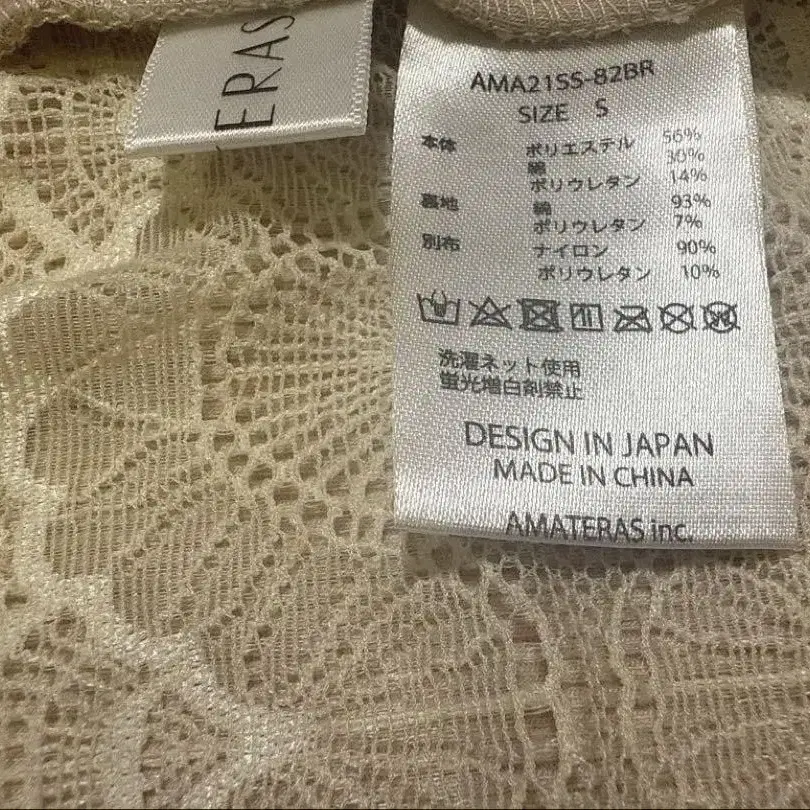 ERAS
AMA21SS-82BR
SIZE S
本体 ポリエステル 56%
綿 30%
ポリウレタン 14%
裏地 綿 93%
ポリウレタン 7%
別布 ナイロン 90%
ポリウレタン 10%
洗濯ネット使用
蛍光増白剤禁止
DESIGN IN JAPAN
MADE IN CHINA
AMATERAS inc.